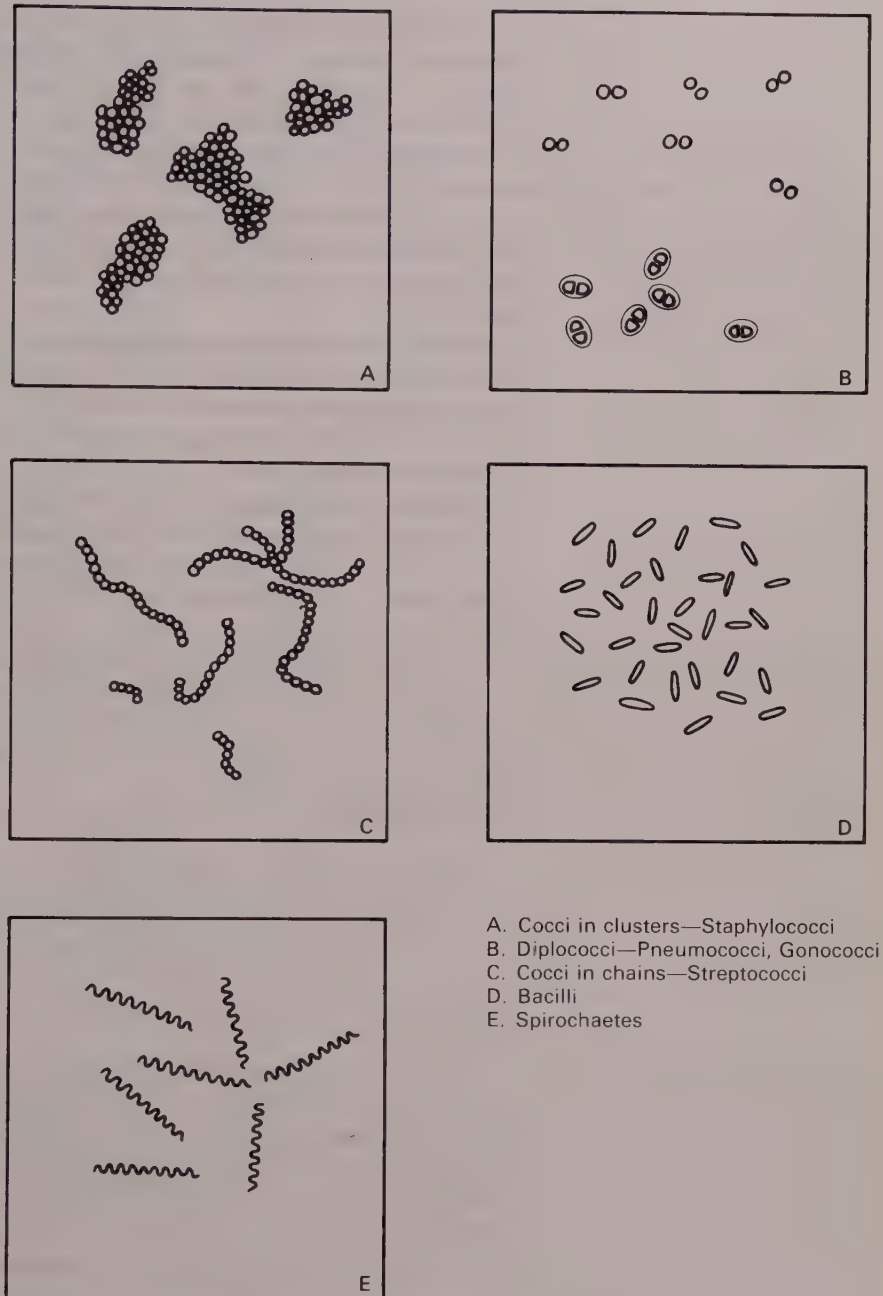 A
B
C
D
E
A. Cocci in clusters—Staphylococci
B. Diplococci—Pneumococci, Gonococci
C. Cocci in chains—Streptococci
D. Bacilli
E. Spirochaetes